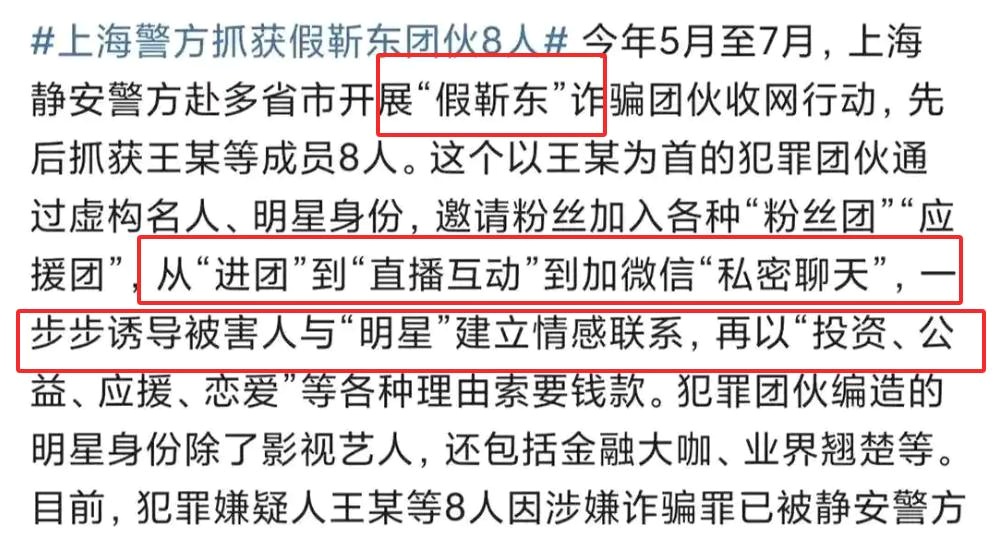 #上海警方抓获假靳东团伙8人# 今年5月至7月，上海
静安警方赴多省市开展“假靳东”诈骗团伙收网行动，先
后抓获王某等成员8人。这个以王某为首的犯罪团伙通
过虚构名人、明星身份，邀请粉丝加入各种“粉丝团”“应
援团”，从“进团”到“直播互动”到加微信“私密聊天”，一
步步诱导被害人与“明星”建立情感联系，再以“投资、公
益、应援、恋爱”等各种理由索要钱款。犯罪团伙编造的
明星身份除了影视艺人，还包括金融大咖、业界翘楚等。
目前，犯罪嫌疑人王某等8人因涉嫌诈骗罪已被静安警方